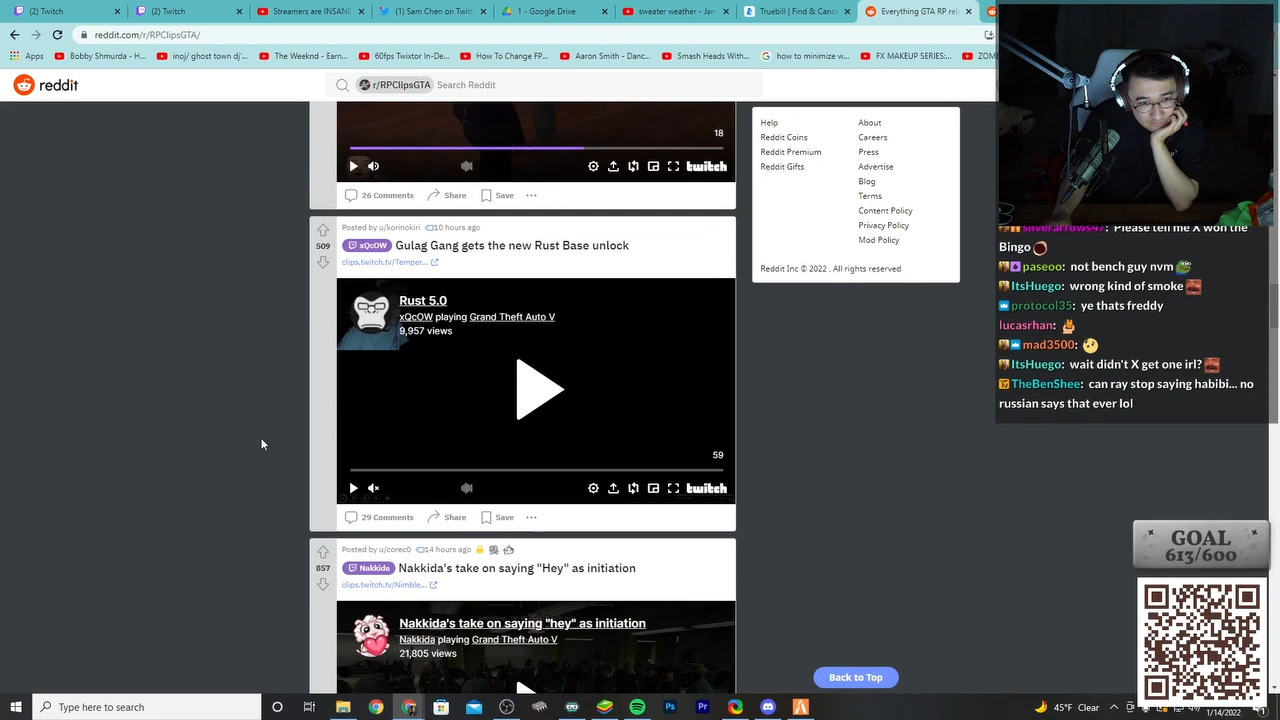 (2) Twitch
(2) Twitch
Streamers are INSANE
(1) Sam Chen on Twitt
1 - Google Drive
sweater weather - Jam
Truebill | Find & Cance
Everything GTA RP rel
reddit.com/r/RPClipsGTA/
Apps
Bobby Shmurda - H...
inoj/ ghost town dj'...
The Weeknd - Earn...
60fps Twixtor In-De...
How To Change FP...
Aaron Smith - Danc...
Smash Heads With...
how to minimize w...
FX MAKEUP SERIES:...
ZOM
reddit
r/RPClipsGTA
Search Reddit
18
twitch
26 Comments
Share
Save
Help
Reddit Coins
Reddit Premium
Reddit Gifts
About
Careers
Press
Advertise
Blog
Terms
Content Policy
Privacy Policy
Mod Policy
Reddit Inc © 2022 . All rights reserved
Posted by u/korinokiri
10 hours ago
509
xQcOW
Gulag Gang gets the new Rust Base unlock
clips.twitch.tv/Temper...
Rust 5.0
xQcOW playing Grand Theft Auto V
9,957 views
59
twitch
29 Comments
Share
Save
Posted by u/corec0
14 hours ago
857
Nakkida
Nakkida's take on saying "Hey" as initiation
clips.twitch.tv/Nimble...
Nakkida's take on saying "hey" as initiation
Nakkida playing Grand Theft Auto V
21,805 views
Back to Top
silverarrows47: Please tell me X won the
Bingo
paseoo: not bench guy nvm
ItsHuego: wrong kind of smoke
protocol35: ye thats freddy
lucasrhan:
mad3500:
ItsHuego: wait didn't X get one irl?
TheBenShee: can ray stop saying habibi... no
russian says that ever lol
GOAL
613/600
Type here to search
45°F Clear
1/14/2022